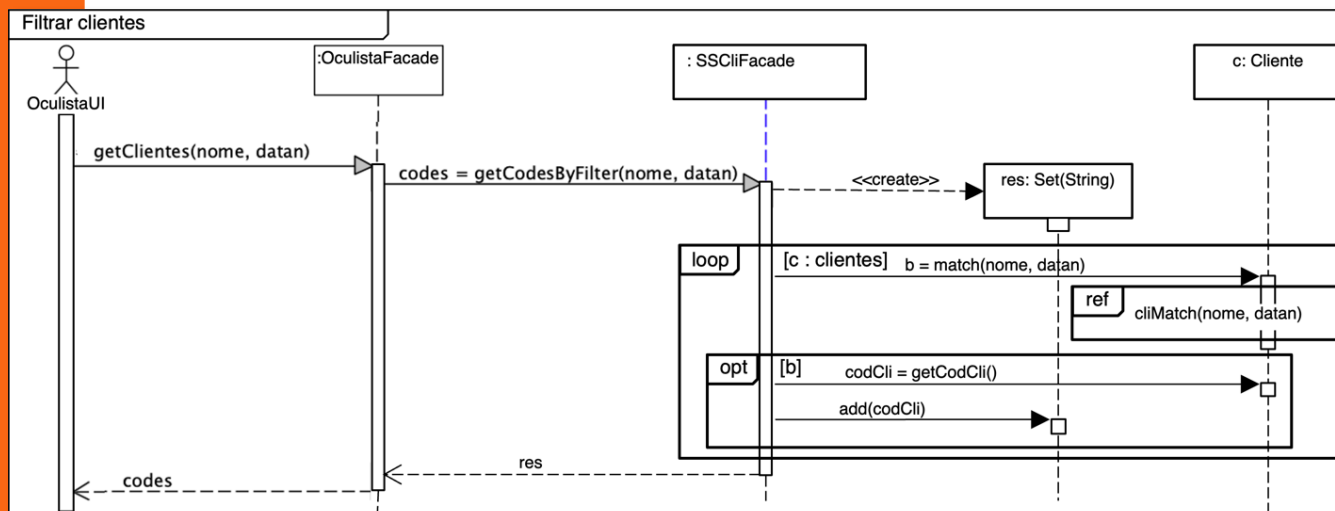 Filtrar clientes
OculistaUI
:OculistaFacade
: SSCliFacade
c: Cliente
getClientes(nome, datan)
codes = getCodesByFilter(nome, datan)
<<create>>
res: Set(String)
loop
[c : clientes]
b = match(nome, datan)
ref
cliMatch(nome, datan)
opt
[b]
codCli = getCodCli()
add(codCli)
res
codes